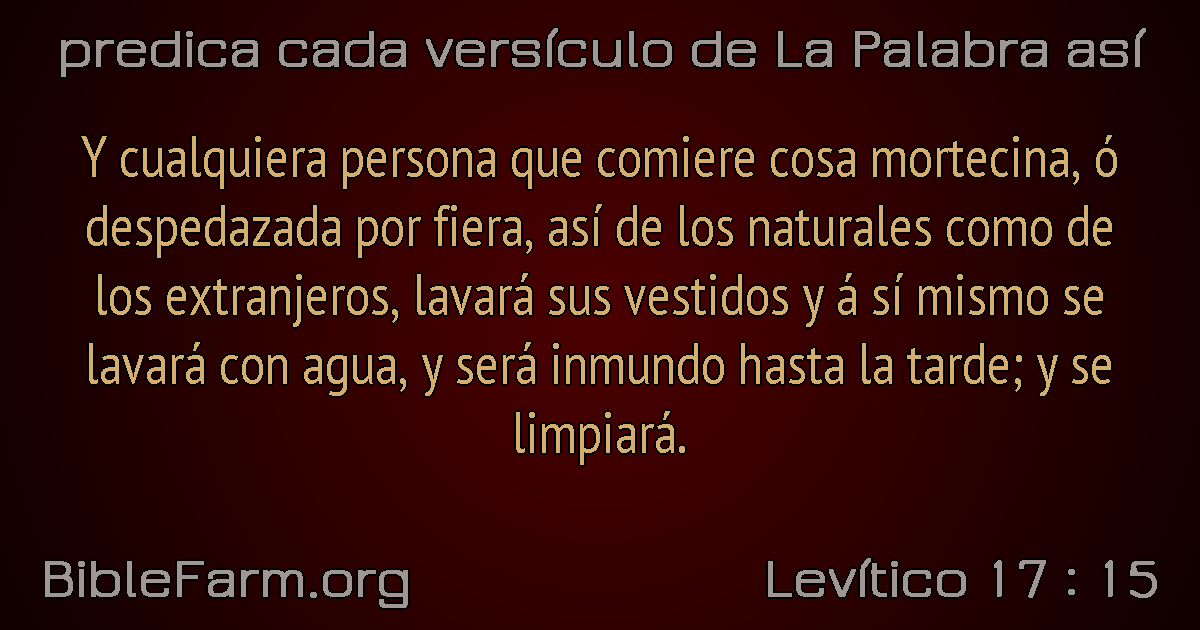 predica cada versículo de La Palabra así
Y cualquiera persona que comiere cosa mortecina, ó
despedazada por fiera, así de los naturales como de
los extranjeros, lavará sus vestidos y á sí mismo se
lavará con agua, y será inmundo hasta la tarde; y se
limpiará.
BibleFarm.org
Levítico 17 : 15